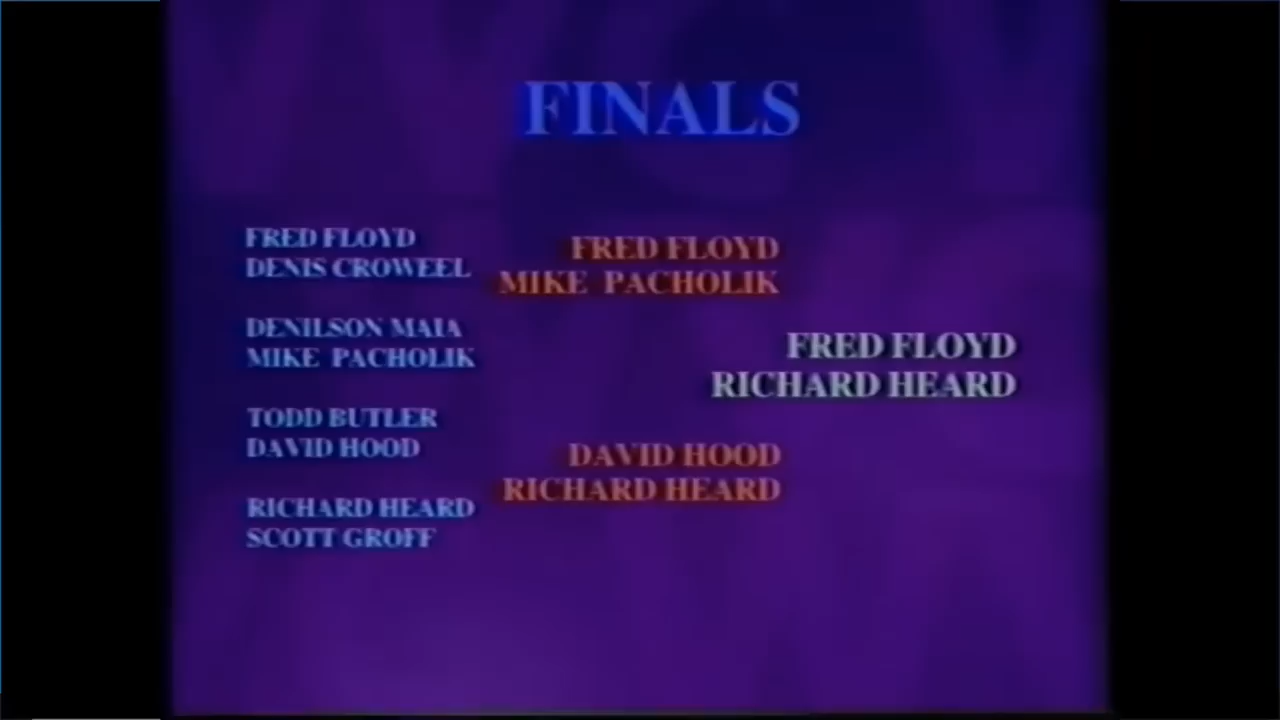 FINALS
FRED FLOYD
DENIS CROWEEL
DENILSON MAIA
MIKE PACHOLIK
TODD BUTLER
DAVID HOOD
RICHARD HEARD
SCOTT GROFF
FRED FLOYD
MIKE PACHOLIK
DAVID HOOD
RICHARD HEARD
FRED FLOYD
RICHARD HEARD